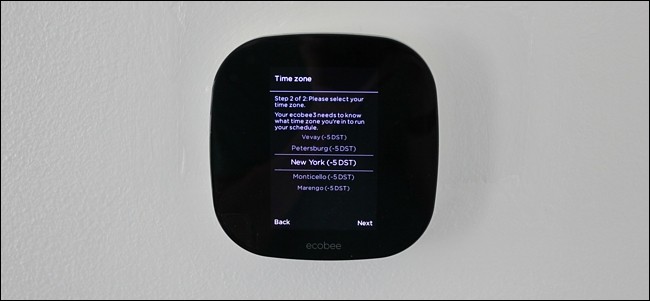 Time zone
Step 2 of 2: Please select your
time zone.
Your ecobee3 needs to know
what time zone you're in to run
your schedule.
Vevay (-5 DST)
Petersburg (-5 DST)
New York (-5 DST)
Monticello (-5 DST)
Marengo (-5 DST)
Back Next
ecobee